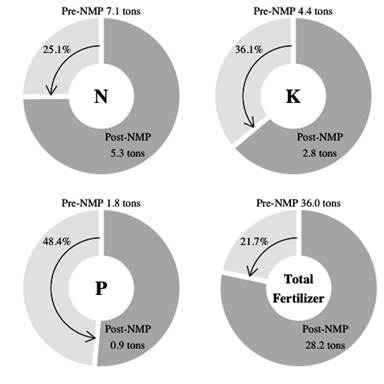 Pre-NMP 7.1 tons
25.1%
N
Post-NMP
5.3 tons
Pre-NMP 4.4 tons
36.1%
K
Post-NMP
2.8 tons
Pre-NMP 1.8 tons
48.4%
P
Post-NMP
0.9 tons
Pre-NMP 36.0 tons
21.7%
Total
Fertilizer
Post-NMP
28.2 tons